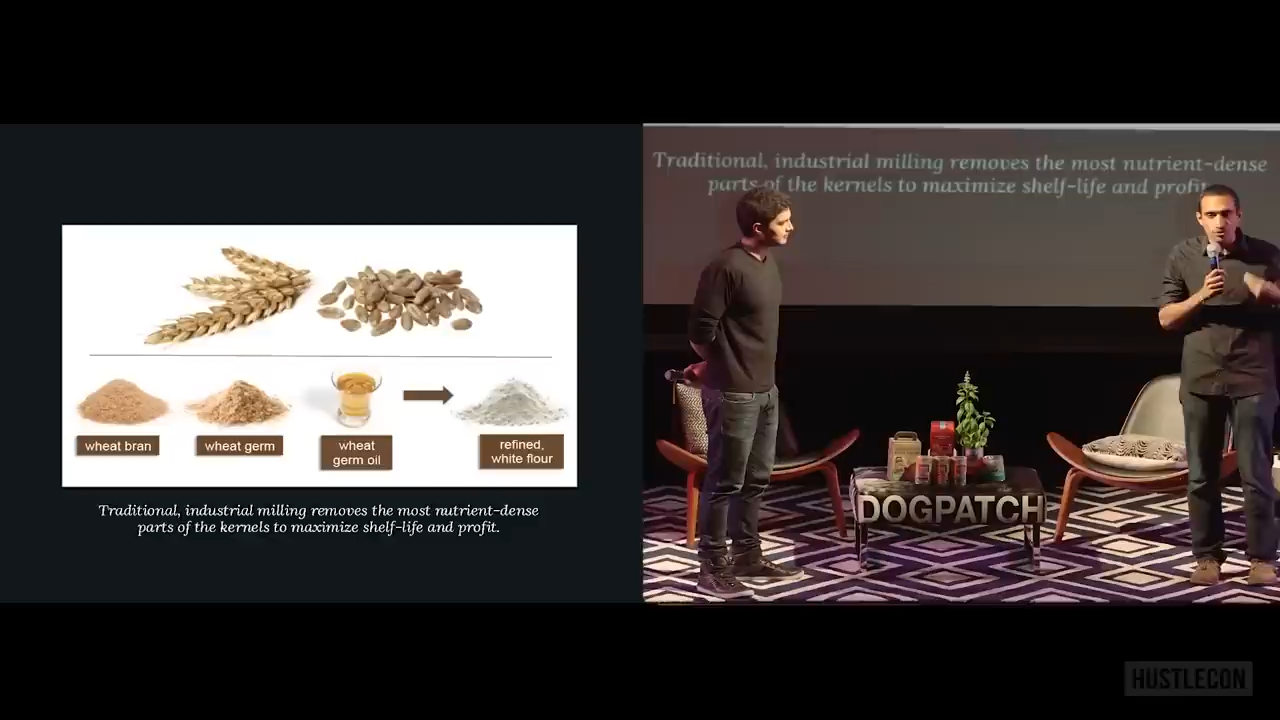 wheat bran
wheat germ
wheat
germ oil
refined,
white flour
Traditional, industrial milling removes the most nutrient-dense
parts of the kernels to maximize shelf-life and profit.
Traditional, industrial milling removes the most nutrient-dense
parts of the kernels to maximize shelf-life and profit
DOGPATCH
HUSTLECON